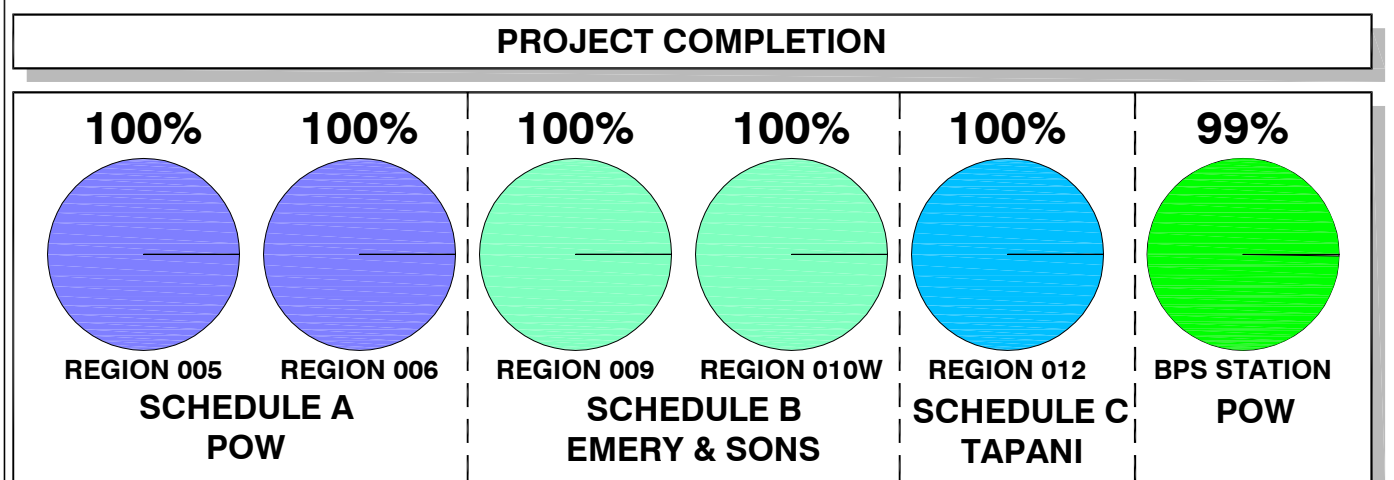 PROJECT COMPLETION
100% 100% 100% 100% 100% 99%
REGION 005 REGION 006 REGION 009 REGION 010W REGION 012 BPS STATION
SCHEDULE A SCHEDULE B SCHEDULE C POW
POW EMERY & SONS TAPANI